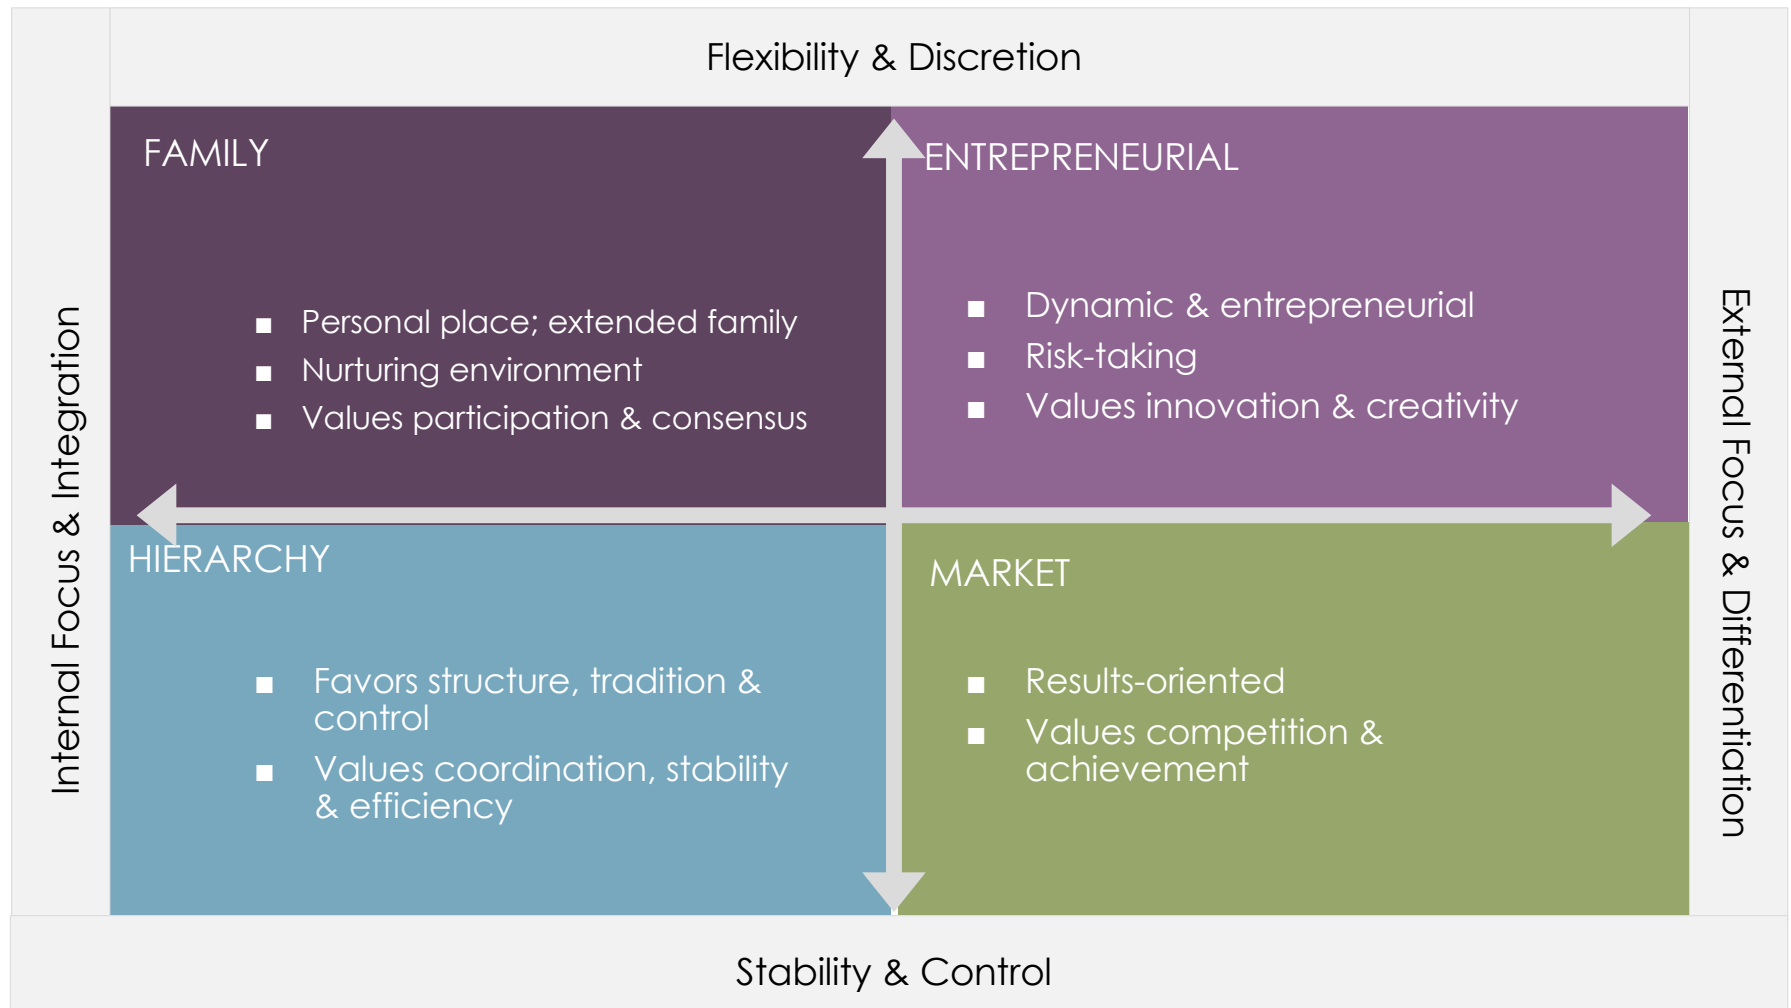 Flexibility & Discretion
FAMILY
■ Personal place; extended family
■ Nurturing environment
■ Values participation & consensus
ENTREPRENEURIAL
■ Dynamic & entrepreneurial
■ Risk-taking
■ Values innovation & creativity
Internal Focus & Integration
External Focus & Differentiation
HIERARCHY
■ Favors structure, tradition &
control
■ Values coordination, stability
& efficiency
MARKET
■ Results-oriented
■ Values competition &
achievement
Stability & Control